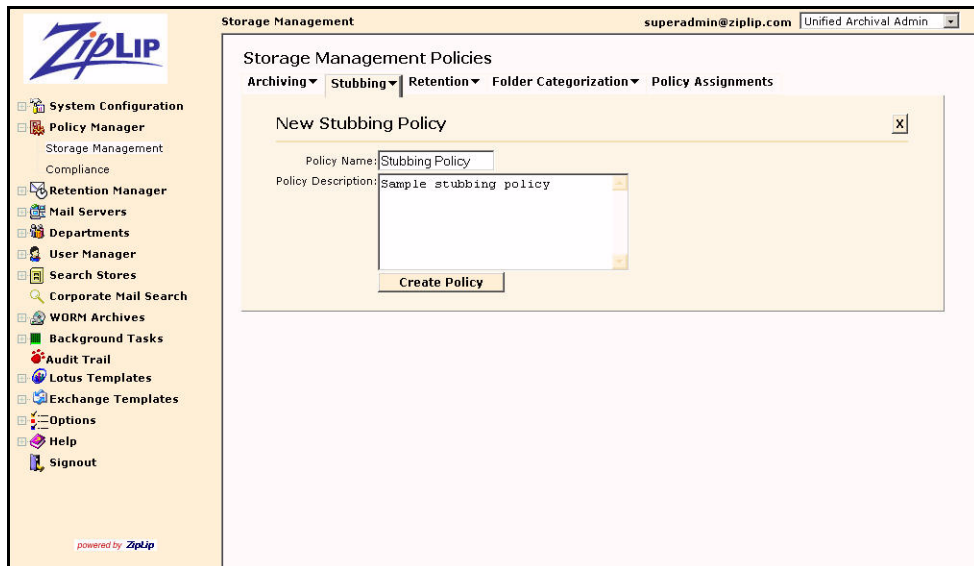 ZipLip
Storage Management
superadmin@ziplip.com
Unified Archival Admin
Storage Management Policies
Archiving Stubbing Retention Folder Categorization Policy Assignments
New Stubbing Policy
X
Policy Name: Stubbing Policy
Policy Description: Sample stubbing policy
Create Policy
System Configuration
Policy Manager
Storage Management
Compliance
Retention Manager
Mail Servers
Departments
User Manager
Search Stores
Corporate Mail Search
WORM Archives
Background Tasks
Audit Trail
Lotus Templates
Exchange Templates
Options
Help
Signout
powered by ZipLip